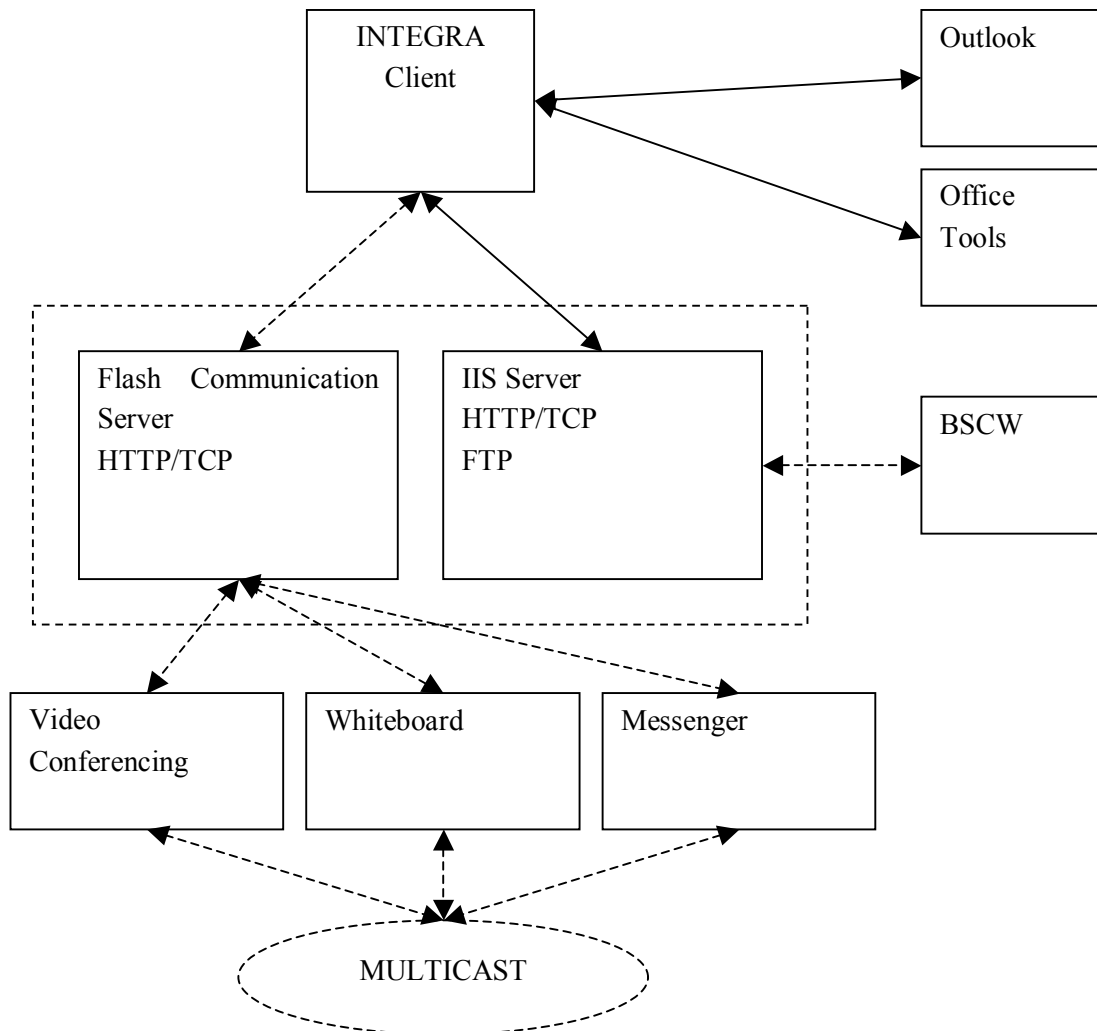 INTEGRA
Client
Outlook
Office
Tools
Flash Communication
Server
HTTP/TCP
IIS Server
HTTP/TCP
FTP
BSCW
Video
Conferencing
Whiteboard
Messenger
MULTICAST